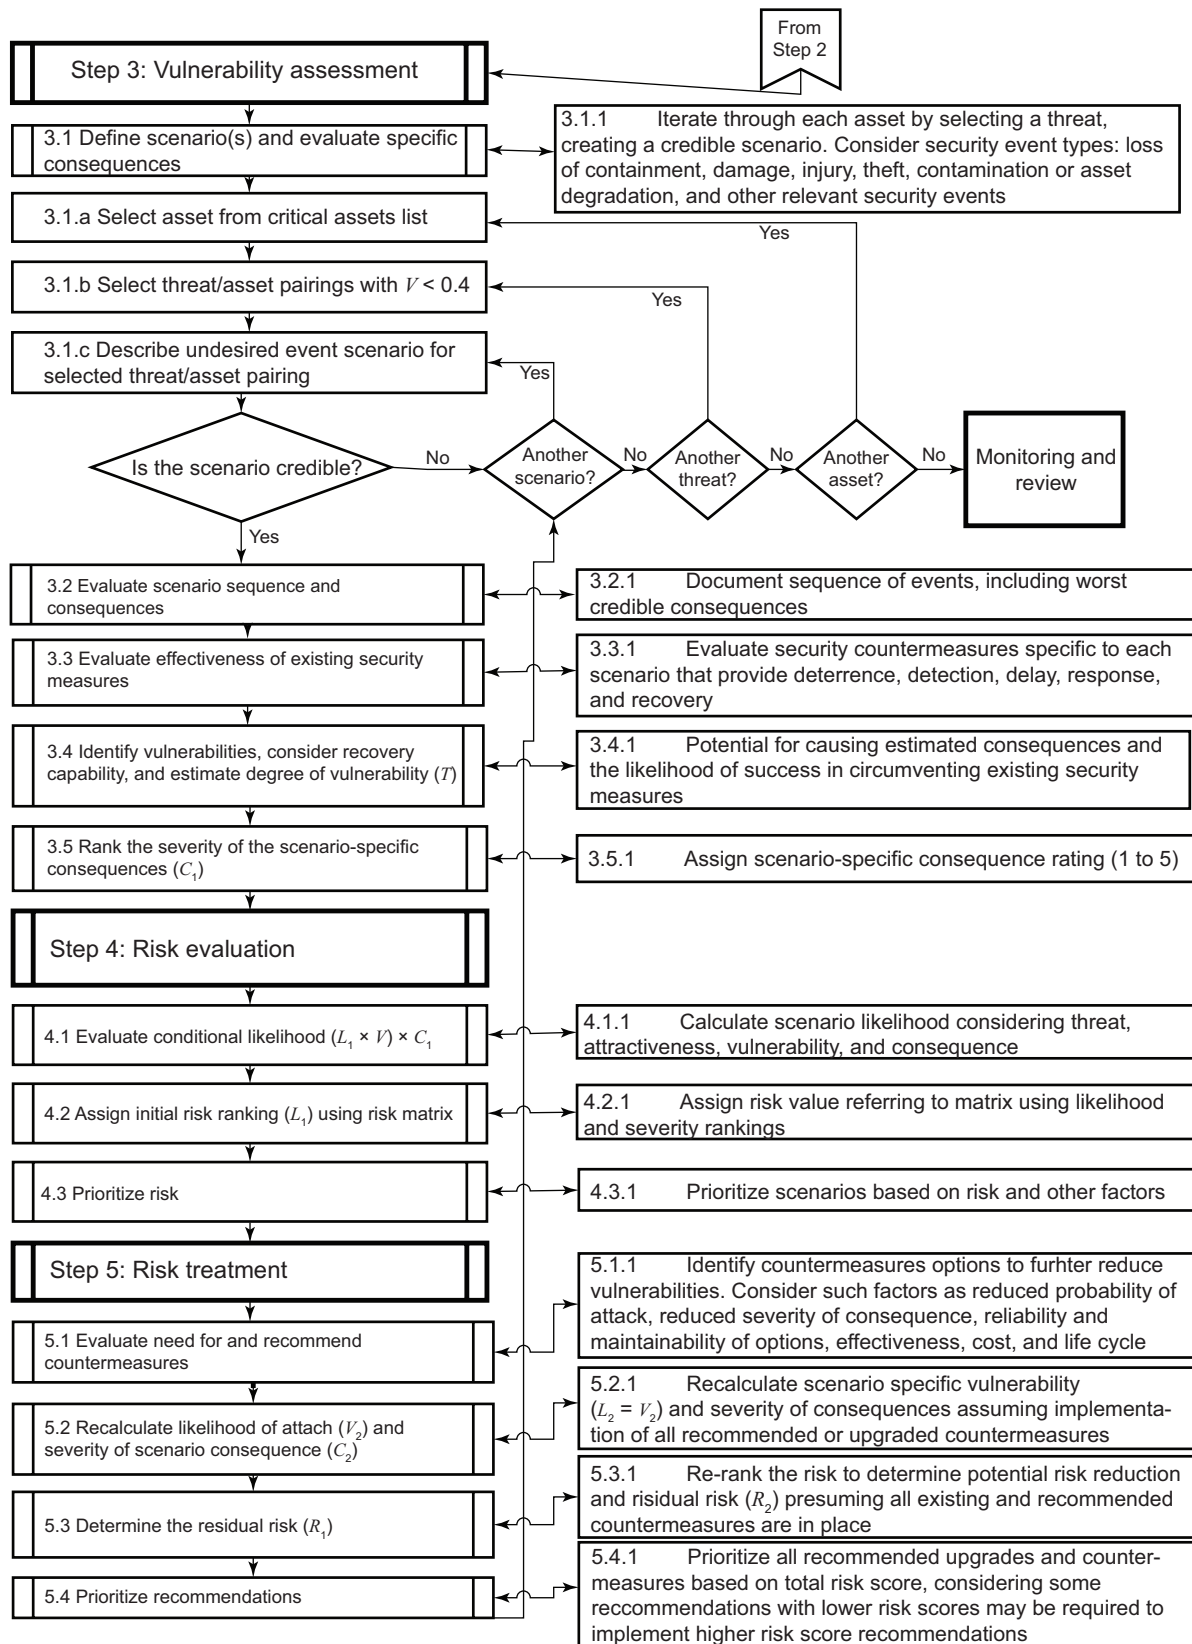 From
Step 2
Step 3: Vulnerability assessment
3.1 Define scenario(s) and evaluate specific
consequences
3.1.1 Iterate through each asset by selecting a threat,
creating a credible scenario. Consider security event types: loss
of containment, damage, injury, theft, contamination or asset
degradation, and other relevant security events
3.1.a Select asset from critical assets list
Yes
3.1.b Select threat/asset pairings with V < 0.4
Yes
3.1.c Describe undesired event scenario for
selected threat/asset pairing
Yes
Is the scenario credible?
No
Another
scenario?
No
Another
threat?
No
Another
asset?
No
Monitoring and
review
Yes
3.2 Evaluate scenario sequence and
consequences
3.2.1 Document sequence of events, including worst
credible consequences
3.3 Evaluate effectiveness of existing security
measures
3.3.1 Evaluate security countermeasures specific to each
scenario that provide deterrence, detection, delay, response,
and recovery
3.4 Identify vulnerabilities, consider recovery
capability, and estimate degree of vulnerability (T)
3.4.1 Potential for causing estimated consequences and
the likelihood of success in circumventing existing security
measures
3.5 Rank the severity of the scenario-specific
consequences (C₁)
3.5.1 Assign scenario-specific consequence rating (1 to 5)
Step 4: Risk evaluation
4.1 Evaluate conditional likelihood (L₁ × V) × C₁
4.1.1 Calculate scenario likelihood considering threat,
attractiveness, vulnerability, and consequence
4.2 Assign initial risk ranking (L₁) using risk matrix
4.2.1 Assign risk value referring to matrix using likelihood
and severity rankings
4.3 Prioritize risk
4.3.1 Prioritize scenarios based on risk and other factors
Step 5: Risk treatment
5.1 Evaluate need for and recommend
countermeasures
5.1.1 Identify countermeasures options to furhter reduce
vulnerabilities. Consider such factors as reduced probability of
attack, reduced severity of consequence, reliability and
maintainability of options, effectiveness, cost, and life cycle
5.2 Recalculate likelihood of attach (V₂) and
severity of scenario consequence (C₂)
5.2.1 Recalculate scenario specific vulnerability
(L₂ = V₂) and severity of consequences assuming implementa-
tion of all recommended or upgraded countermeasures
5.3 Determine the residual risk (R₁)
5.3.1 Re-rank the risk to determine potential risk reduction
and risidual risk (R₂) presuming all existing and recommended
countermeasures are in place
5.4 Prioritize recommendations
5.4.1 Prioritize all recommended upgrades and counter-
measures based on total risk score, considering some
reccommendations with lower risk scores may be required to
implement higher risk score recommendations